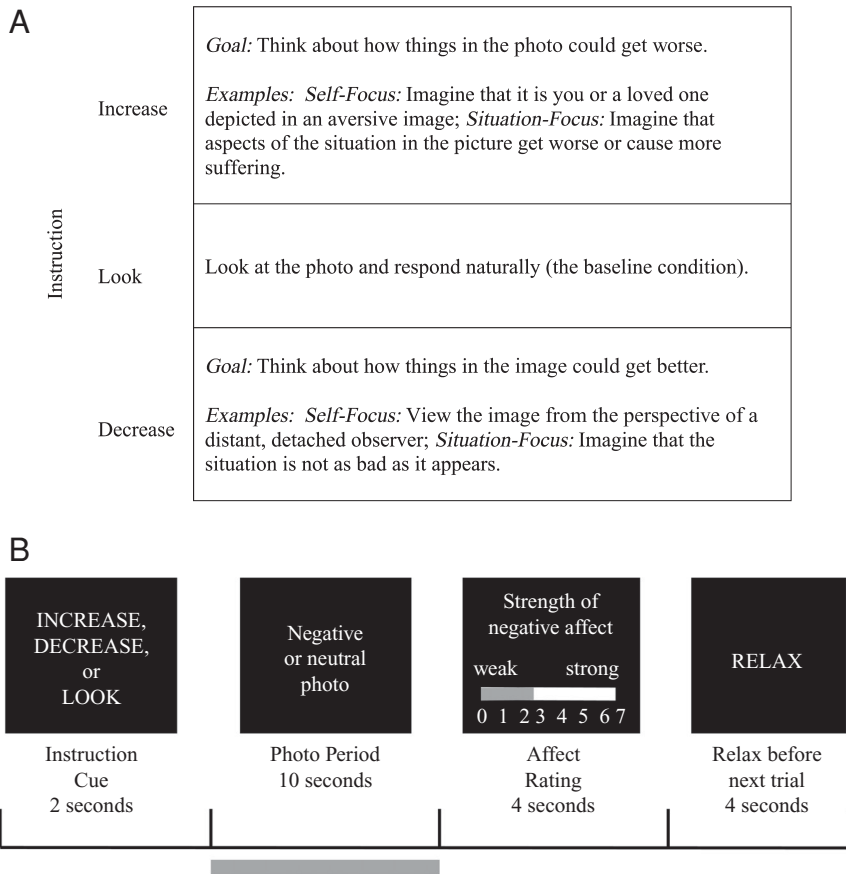 A
Instruction
Increase
Goal: Think about how things in the photo could get worse.
Examples: Self-Focus: Imagine that it is you or a loved one
depicted in an aversive image; Situation-Focus: Imagine that
aspects of the situation in the picture get worse or cause more
suffering.
Look
Look at the photo and respond naturally (the baseline condition).
Decrease
Goal: Think about how things in the image could get better.
Examples: Self-Focus: View the image from the perspective of a
distant, detached observer; Situation-Focus: Imagine that the
situation is not as bad as it appears.
B
INCREASE,
DECREASE,
or
LOOK
Instruction
Cue
2 seconds
Negative
or neutral
photo
Photo Period
10 seconds
Strength of
negative affect
weak strong
0 1 2 3 4 5 6 7
Affect
Rating
4 seconds
RELAX
Relax before
next trial
4 seconds